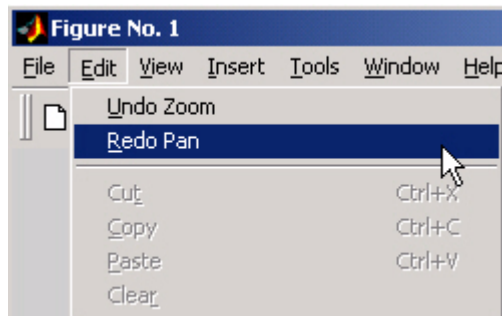 Figure No. 1
File Edit View Insert Tools Window Help
Undo Zoom
Redo Pan
Cut Ctrl+X
Copy Ctrl+C
Paste Ctrl+V
Clear